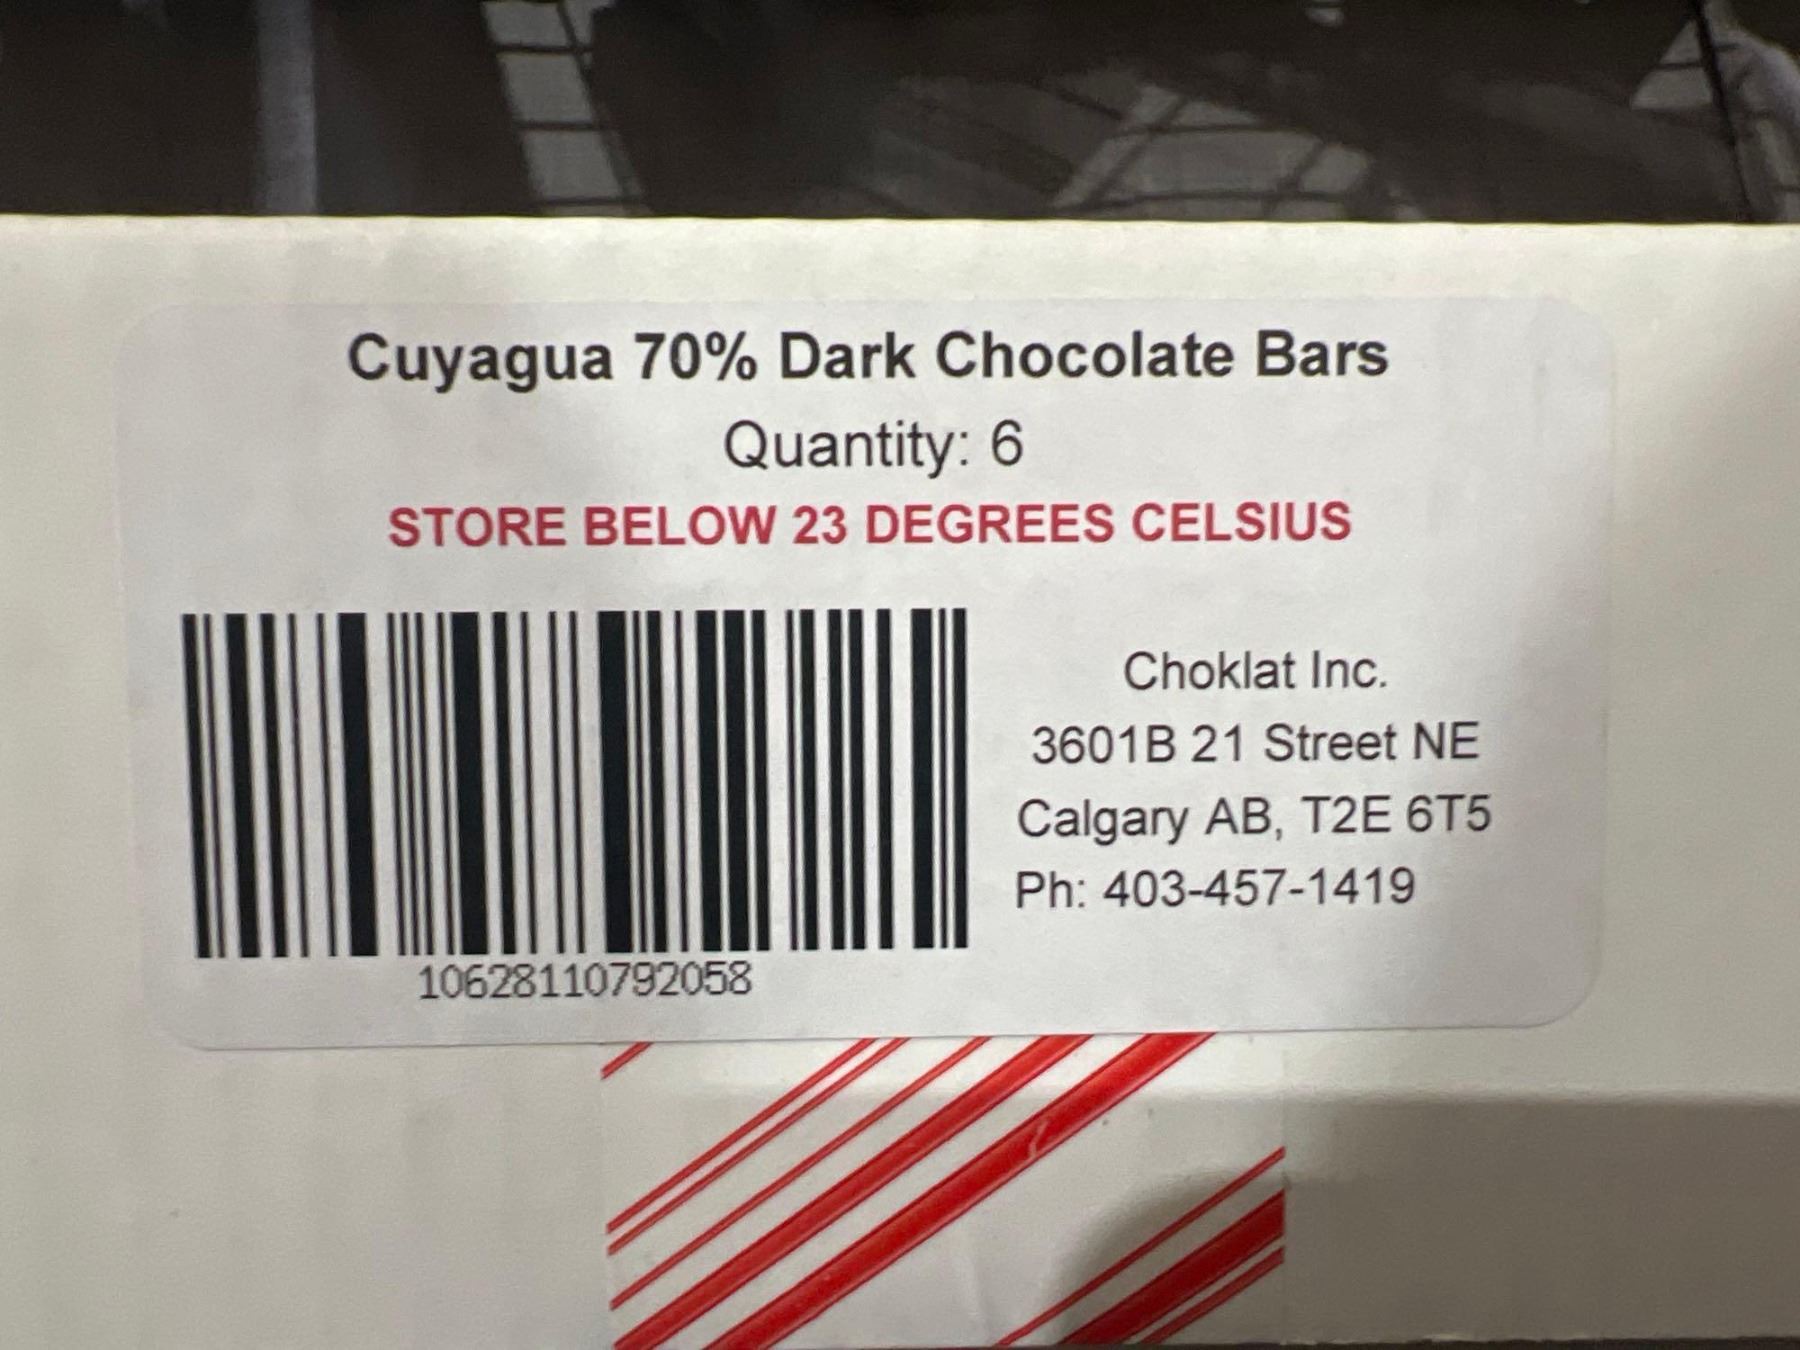 Cuyagua 70% Dark Chocolate Bars
Quantity: 6
STORE BELOW 23 DEGREES CELSIUS
Choklat Inc.
3601B 21 Street NE
Calgary AB, T2E 6T5
Ph: 403-457-1419
10628110792058